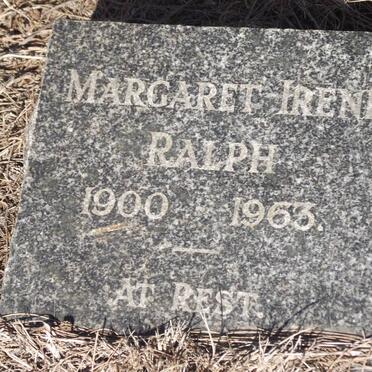 MARGARET IRENE
RALPH
1900 - 1963.
AT REST.